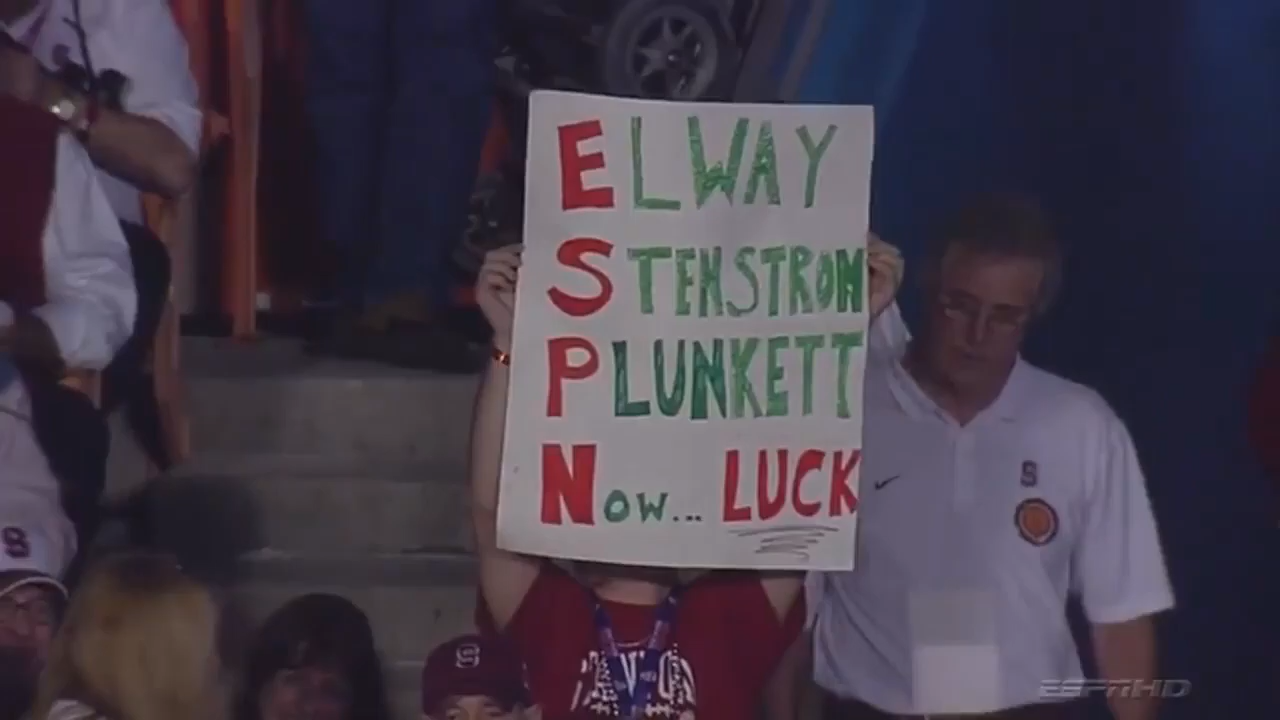 ELWAY
STENSTROM
PLUNKETT
NOW... LUCK
S
S
S
ESPNHD